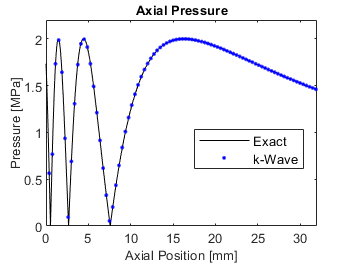 Axial Pressure
2
1.5
1
0.5
0
Pressure [MPa]
Exact
k-Wave
0 5 10 15 20 25 30
Axial Position [mm]